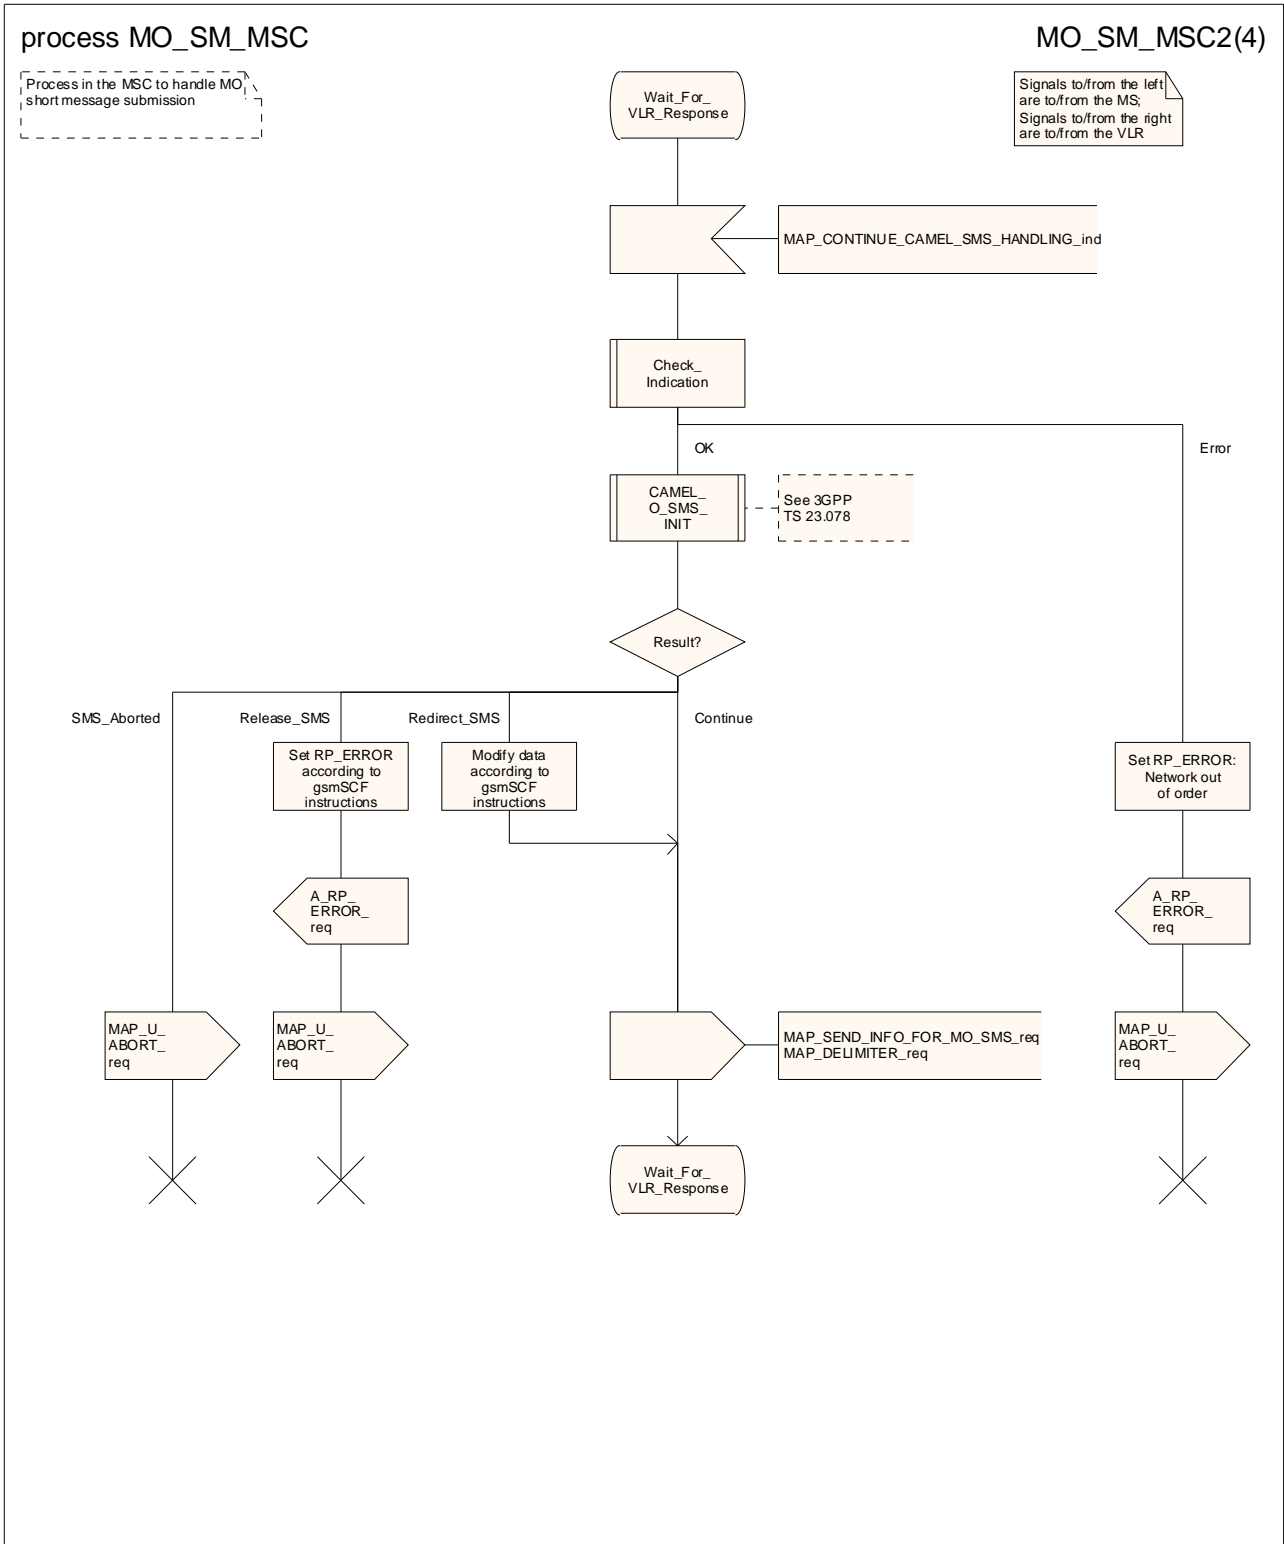 process MO_SM_MSC
MO_SM_MSC2(4)
Process in the MSC to handle MO
short message submission
Wait_For_
VLR_Response
Signals to/from the left
are to/from the MS;
Signals to/from the right
are to/from the VLR
MAP_CONTINUE_CAMEL_SMS_HANDLING_ind
Check_
Indication
OK
Error
CAMEL_
O_SMS_
INIT
See 3GPP
TS 23.078
Result?
SMS_Aborted
Release_SMS
Redirect_SMS
Continue
Set RP_ERROR
according to
gsmSCF
instructions
Modify data
according to
gsmSCF
instructions
Set RP_ERROR:
Network out
of order
A_RP_
ERROR_
req
A_RP_
ERROR_
req
MAP_U_
ABORT_
req
MAP_U_
ABORT_
req
MAP_SEND_INFO_FOR_MO_SMS_req
MAP_DELIMITER_req
MAP_U_
ABORT_
req
Wait_For_
VLR_Response